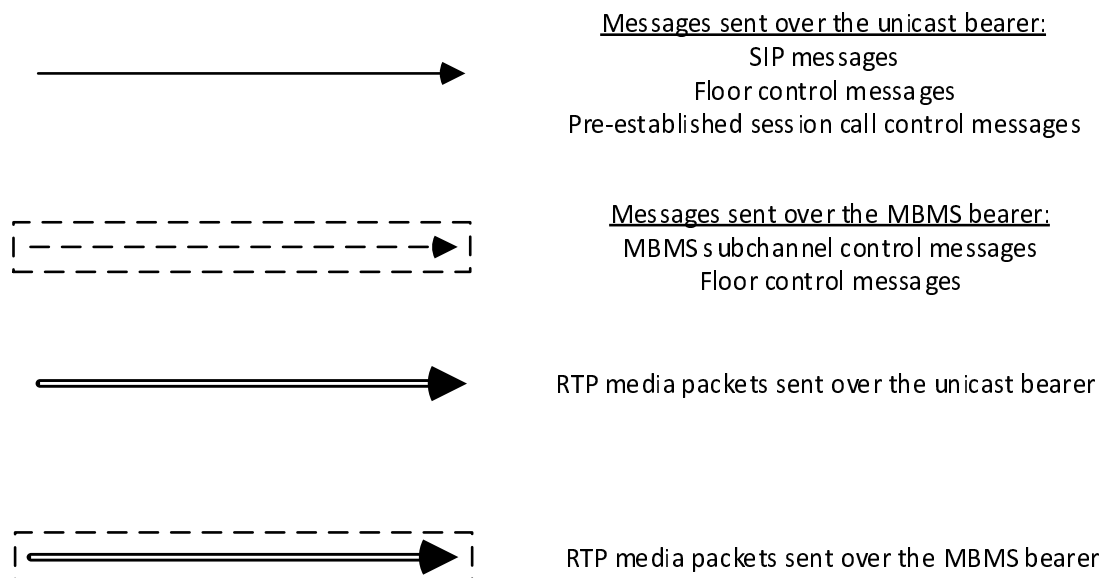 Messages sent over the unicast bearer:
SIP messages
Floor control messages
Pre-established session call control messages
Messages sent over the MBMS bearer:
MBMS subchannel control messages
Floor control messages
RTP media packets sent over the unicast bearer
RTP media packets sent over the MBMS bearer